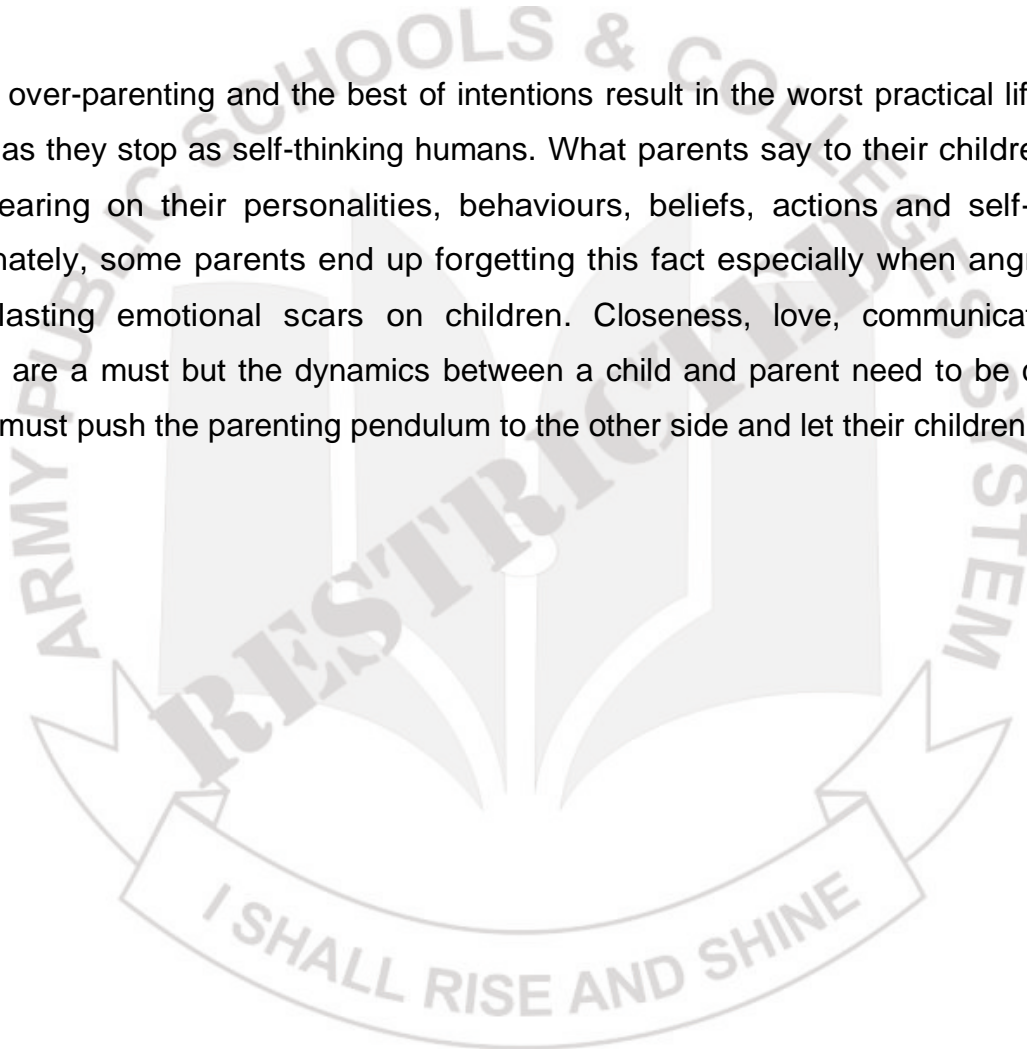 over-parenting and the best of intentions result in the worst practical lif
as they stop as self-thinking humans. What parents say to their childre
earing on their personalities, behaviours, beliefs, actions and self-
nately, some parents end up forgetting this fact especially when angr
lasting emotional scars on children. Closeness, love, communicat
are a must but the dynamics between a child and parent need to be
must push the parenting pendulum to the other side and let their children
ARMY PUBLIC SCHOOLS & COLLEGES SYSTEM
RESTRICTED
I SHALL RISE AND SHINE